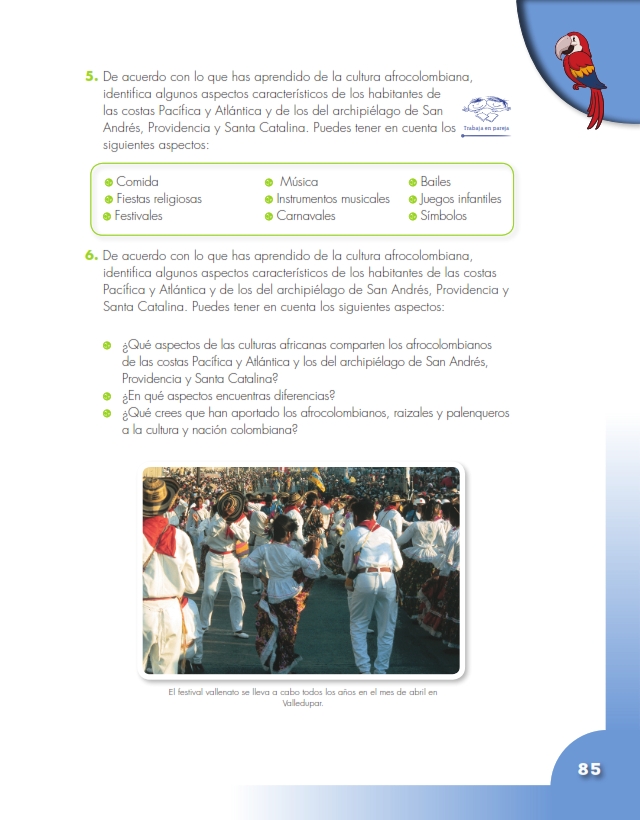 5. De acuerdo con lo que has aprendido de la cultura afrocolombiana,
identifica algunos aspectos característicos de los habitantes de
las costas Pacífica y Atlántica y de los del archipiélago de San
Andrés, Providencia y Santa Catalina. Puedes tener en cuenta los
siguientes aspectos:
Trabaja en pareja
Comida Música Bailes
Fiestas religiosas Instrumentos musicales Juegos infantiles
Festivales Carnavales Símbolos
6. De acuerdo con lo que has aprendido de la cultura afrocolombiana,
identifica algunos aspectos característicos de los habitantes de las costas
Pacífica y Atlántica y de los del archipiélago de San Andrés, Providencia y
Santa Catalina. Puedes tener en cuenta los siguientes aspectos:
¿Qué aspectos de las culturas africanas comparten los afrocolombianos
de las costas Pacífica y Atlántica y los del archipiélago de San Andrés,
Providencia y Santa Catalina?
¿En qué aspectos encuentras diferencias?
¿Qué crees que han aportado los afrocolombianos, raizales y palenqueros
a la cultura y nación colombiana?
El festival vallenato se lleva a cabo todos los años en el mes de abril en
Valledupar.
85